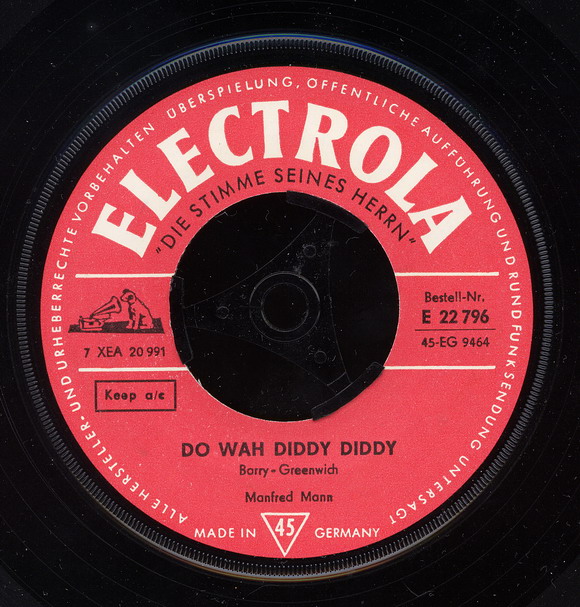 ALLE HERSTELLER- UND URHEBERRECHTE VORBEHALTEN ÜBERSPIELUNG, ÖFFENTLICHE AUFFÜHRUNG UND RUNDFUNKSENDUNG UNTERSAGT
ELECTROLA
"DIE STIMME SEINES HERRN"
Bestell-Nr.
E 22 796
7 XEA 20 991
45-EG 9464
Keep a/c
DO WAH DIDDY DIDDY
Barry - Greenwich
Manfred Mann
MADE IN 45 GERMANY